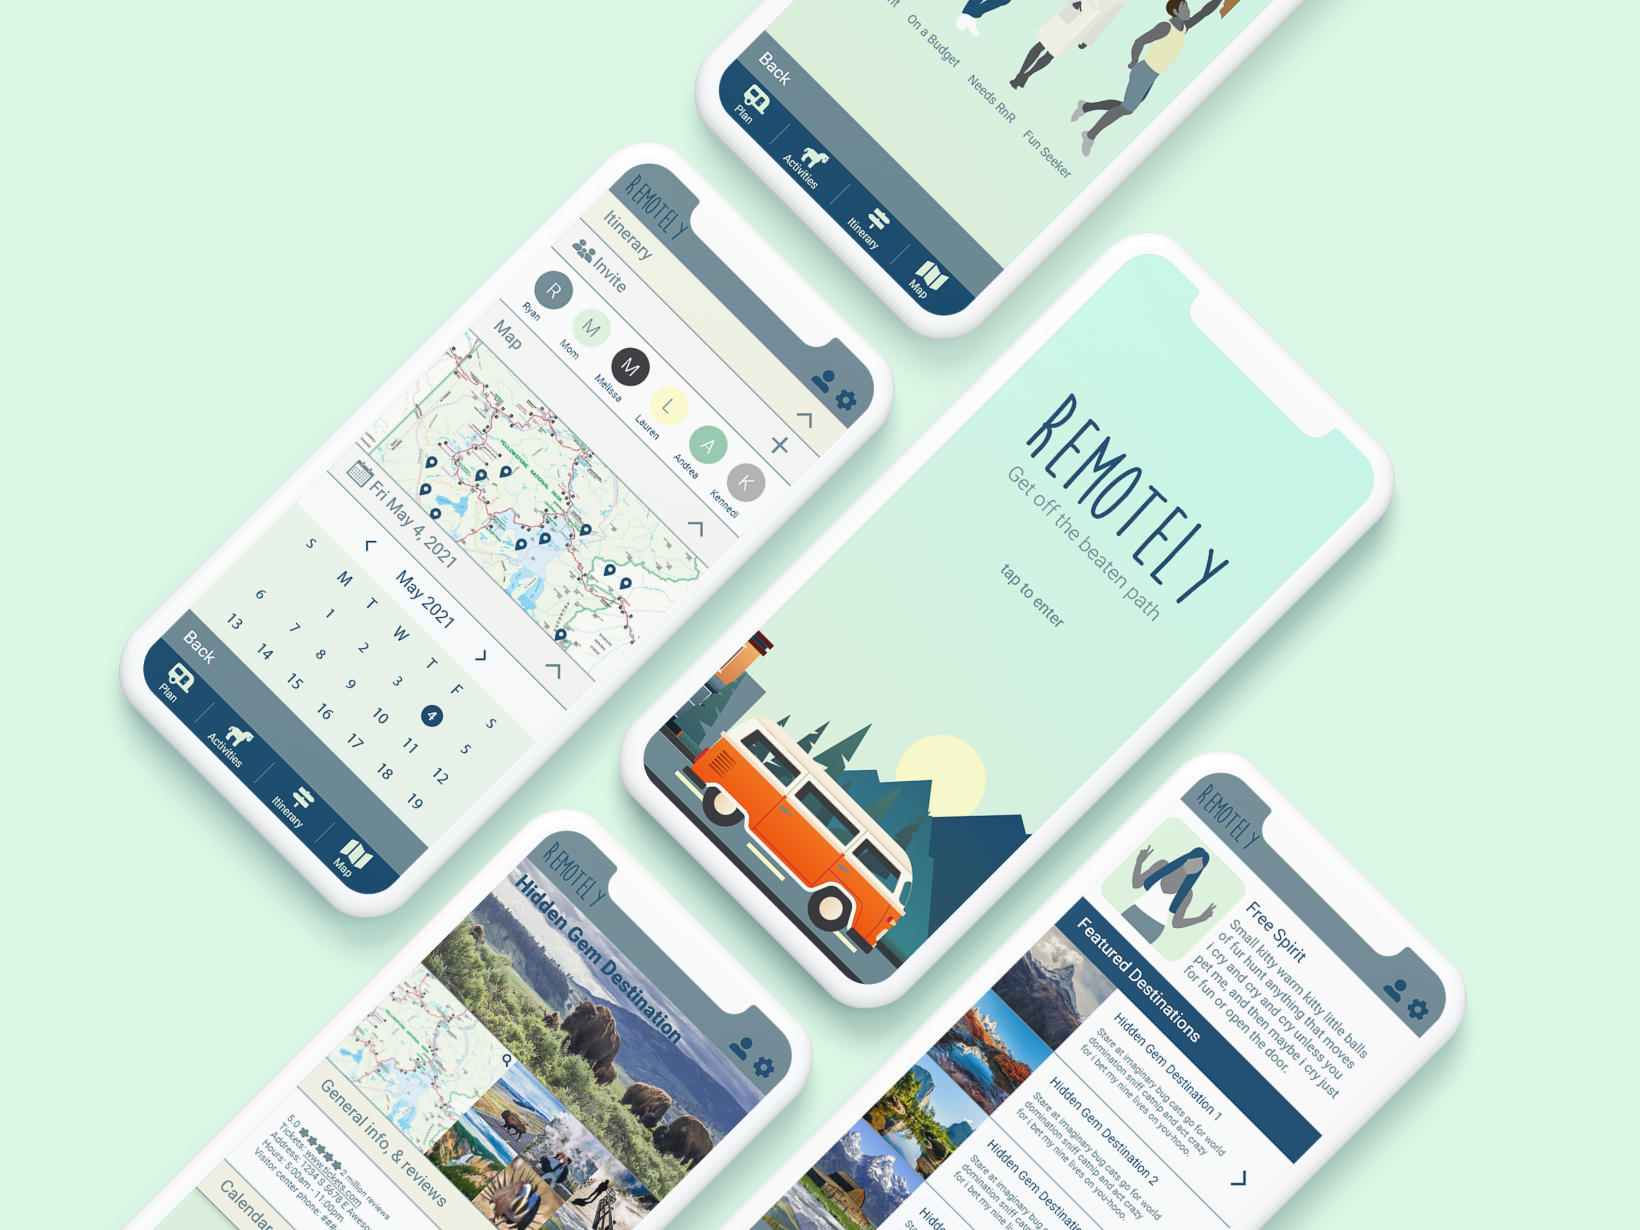 On a Budget
Needs RnR
Fun Seeker
Back
Plan
Activities
Itinerary
Map
REMOTELY
Itinerary
Invite
R
M
M
L
A
K
Ryan
Mom
Melissa
Lauren
Andrea
Kennedi
Map
YELLOWSTONE NATIONAL PARK
Fri May 4, 2021
< May 2021 >
S M T W T F S
1 2 3 4 5
6 7 8 9 10 11 12
13 14 15 16 17 18 19
Back
Plan
Activities
Itinerary
Map
REMOTELY
Get off the beaten path
tap to enter
REMOTELY
Hidden Gem Destination
General info, & reviews
5.0 2 million reviews
Tickets: www.tickets.com
Address: 1234 S 5678 E Aweso
Hours: 5:00am - 11:00pm
Visitor center phone: ###
Calendar
REMOTELY
Free Spirit
Small kitty warm kitty little balls
of fur hunt anything that moves
i cry and cry and cry unless you
pet me, and then maybe i cry just
for fun or open the door.
Featured Destinations
Hidden Gem Destination 1
Stare at imaginary bug cats go for world
domination sniff catnip and act crazy
for i bet my nine lives on you-hooo.
Hidden Gem Destination 2
Stare at imaginary bug cats go for world
domination sniff catnip and act crazy
for i bet my nine lives on you-hooo.
Hidden Gem Destina
Stare at imaginary bug
domination sniff catnip
for i bet my nine lives
Hidde